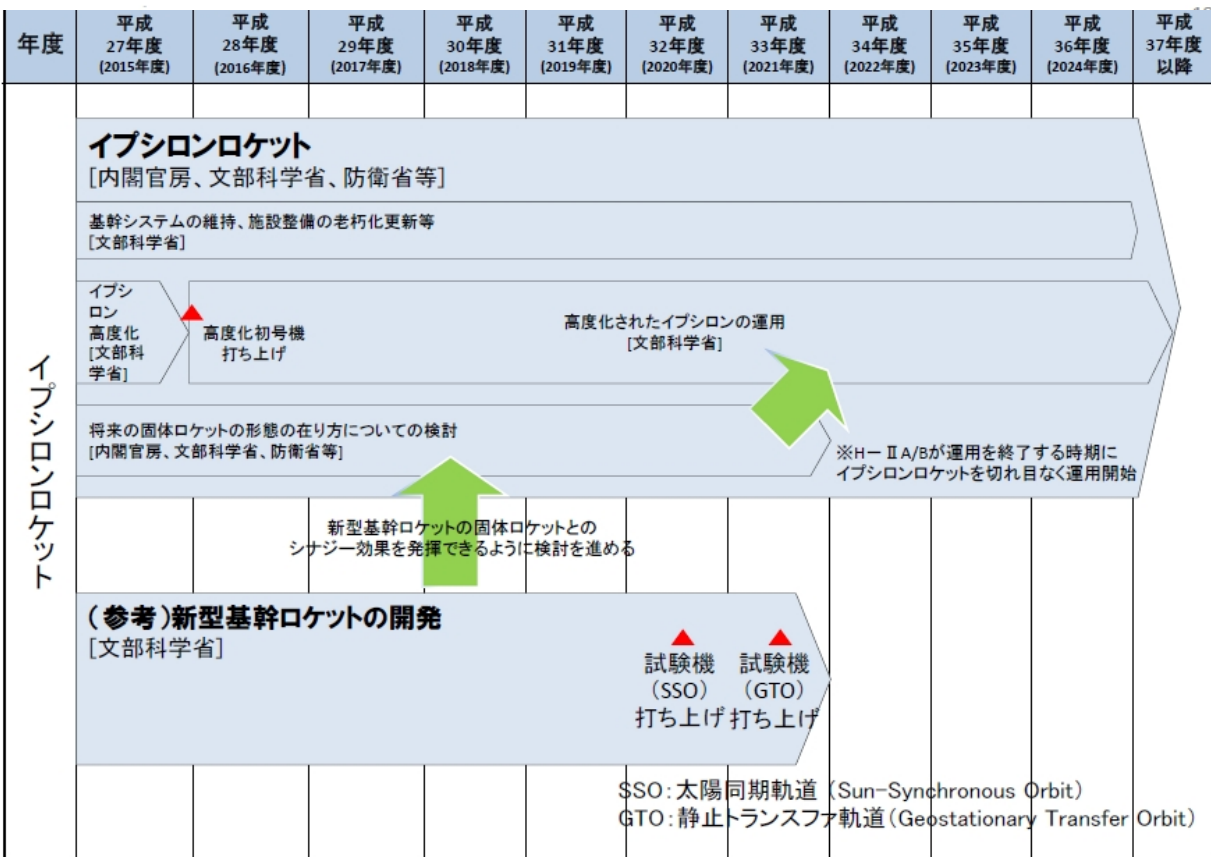 年度
平成
27年度
(2015年度)
平成
28年度
(2016年度)
平成
29年度
(2017年度)
平成
30年度
(2018年度)
平成
31年度
(2019年度)
平成
32年度
(2020年度)
平成
33年度
(2021年度)
平成
34年度
(2022年度)
平成
35年度
(2023年度)
平成
36年度
(2024年度)
平成
37年度
以降
イプシロンロケット
イプシロンロケット
[内閣官房、文部科学省、防衛省等]
基幹システムの維持、施設整備の老朽化更新等
[文部科学省]
イプシ
ロン
高度化
[文部科
学省]
高度化初号機
打ち上げ
高度化されたイプシロンの運用
[文部科学省]
将来の固体ロケットの形態の在り方についての検討
[内閣官房、文部科学省、防衛省等]
※H－ⅡA/Bが運用を終了する時期に
イプシロンロケットを切れ目なく運用開始
新型基幹ロケットの固体ロケットとの
シナジー効果を発揮できるように検討を進める
(参考)新型基幹ロケットの開発
[文部科学省]
試験機
(SSO)
打ち上げ
試験機
(GTO)
打ち上げ
SSO:太陽同期軌道 (Sun-Synchronous Orbit)
GTO:静止トランスファ軌道(Geostationary Transfer Orbit)